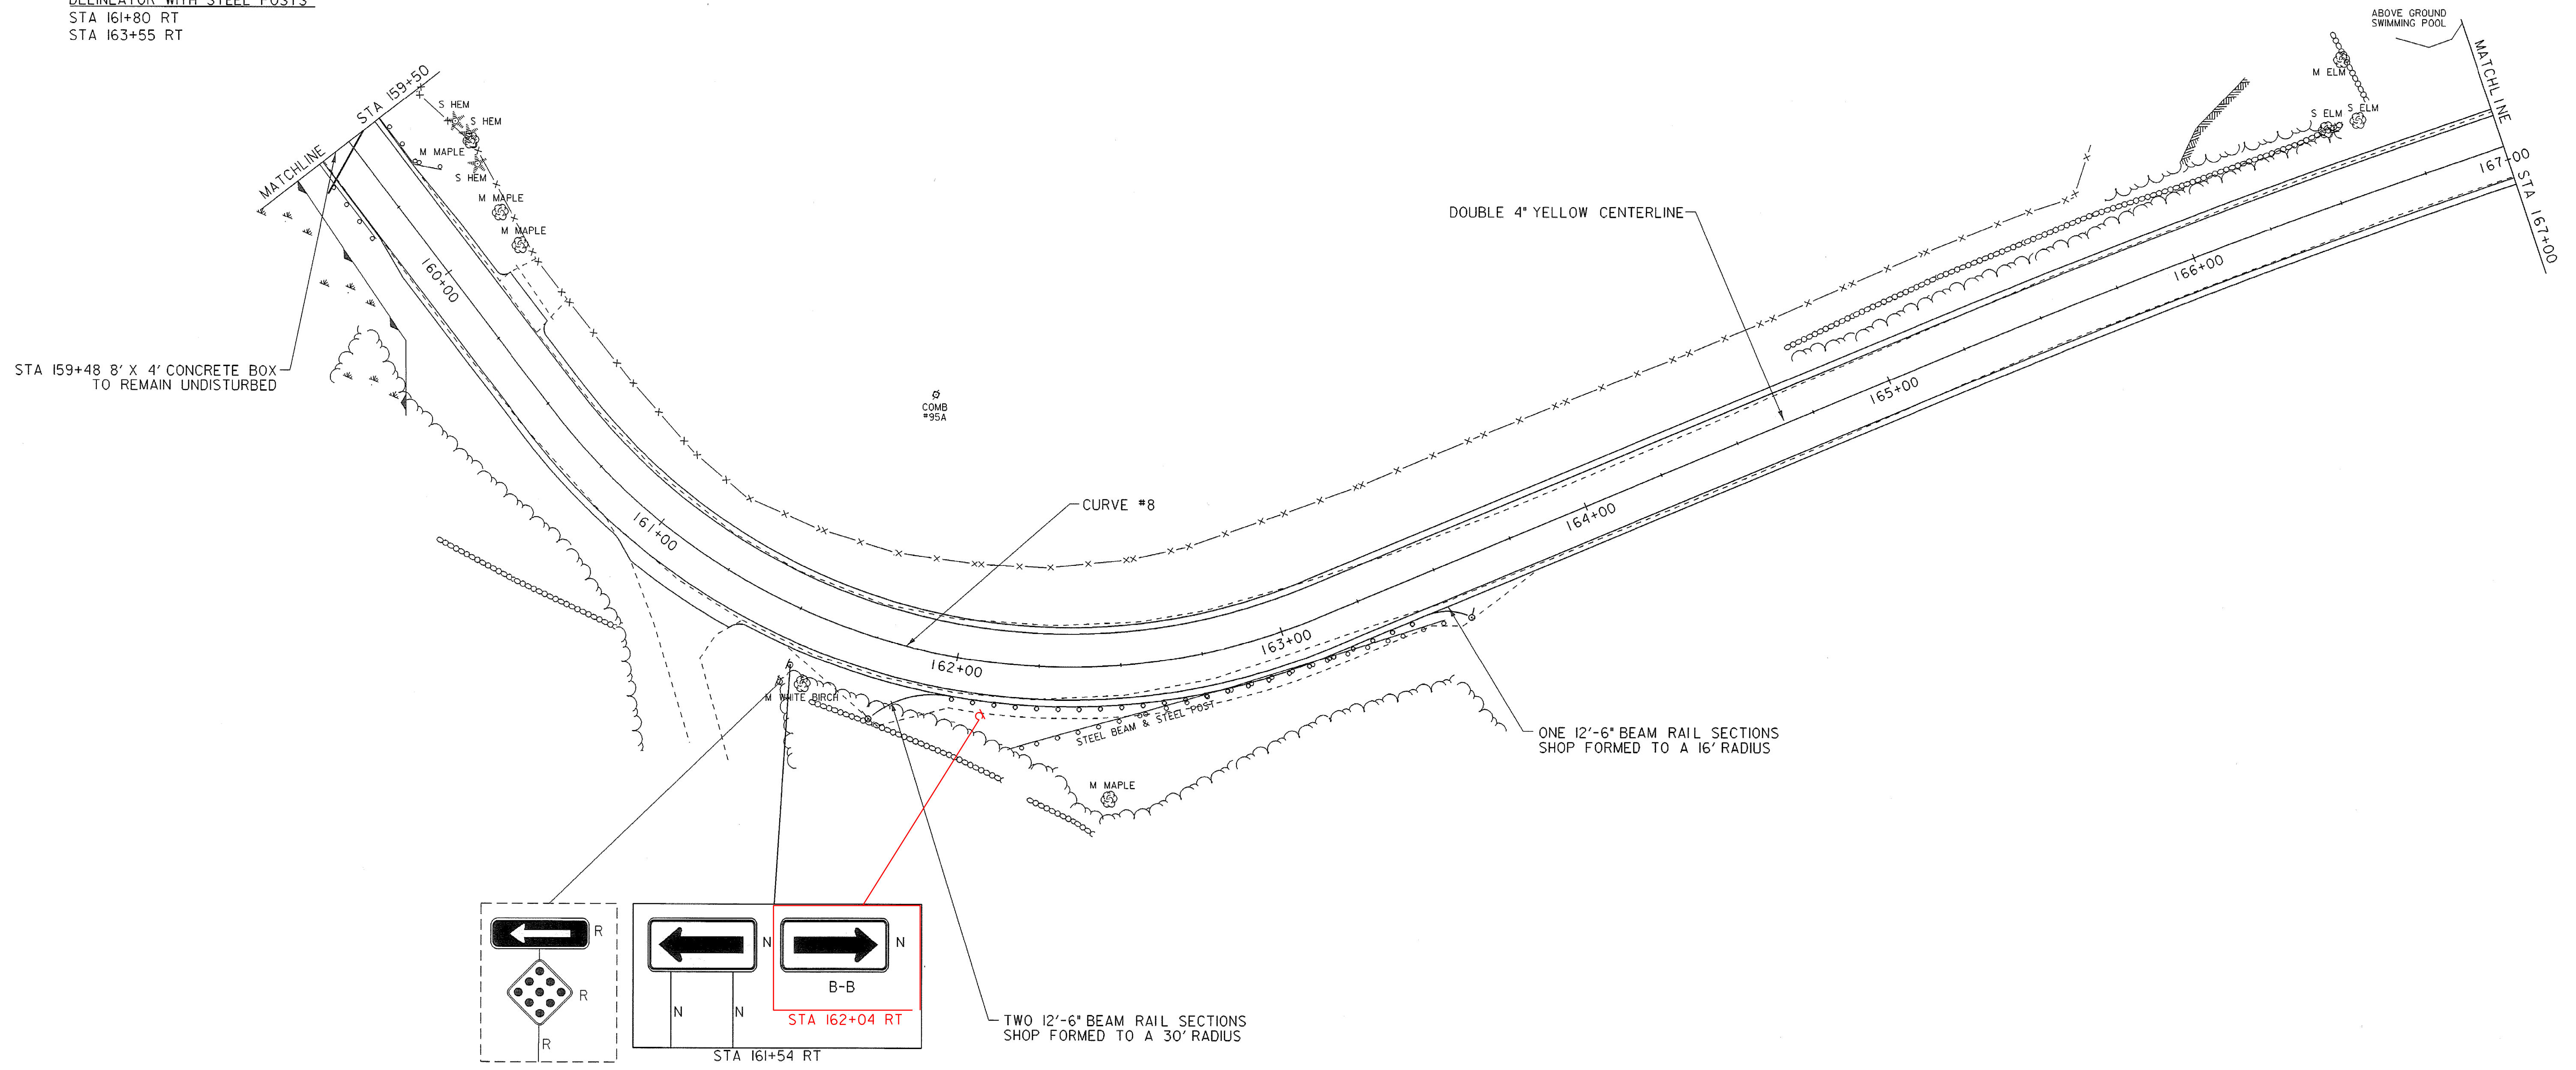 DELINEATOR WITH STEEL POSTS
STA 161+80 RT
STA 163+55 RT
ABOVE GROUND
SWIMMING POOL
MATCHLINE
STA 167+00
MATCHLINE
STA 159+50
S HEM
S HEM
M MAPLE
S HEM
M MAPLE
M MAPLE
M ELM
S ELM
S ELM
DOUBLE 4" YELLOW CENTERLINE
160+00
161+00
162+00
163+00
164+00
165+00
166+00
167+00
STA 159+48 8' X 4' CONCRETE BOX
TO REMAIN UNDISTURBED
COMB
#95A
CURVE #8
M WHITE BIRCH
STEEL BEAM & STEEL POST
M MAPLE
ONE 12'-6" BEAM RAIL SECTIONS
SHOP FORMED TO A 16' RADIUS
R
R
R
N
N
N
N
B-B
STA 162+04 RT
STA 161+54 RT
TWO 12'-6" BEAM RAIL SECTIONS
SHOP FORMED TO A 30' RADIUS